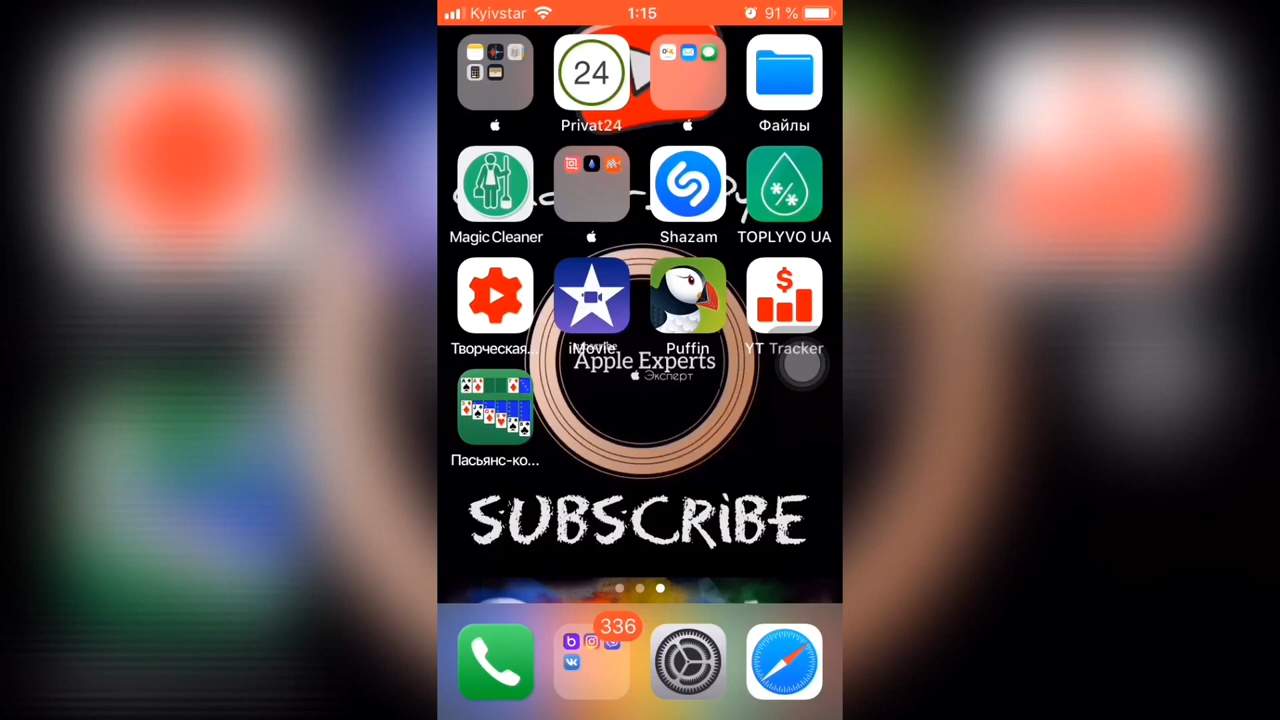 Kyivstar 1:15 91 %
24
Privat24 Файлы
Magic Cleaner Shazam TOPLYVO UA
$
Творческая... iMovie Puffin YT Tracker
Apple Experts
Эксперт
Пасьянс-ко...
SUBSCRiBE
336